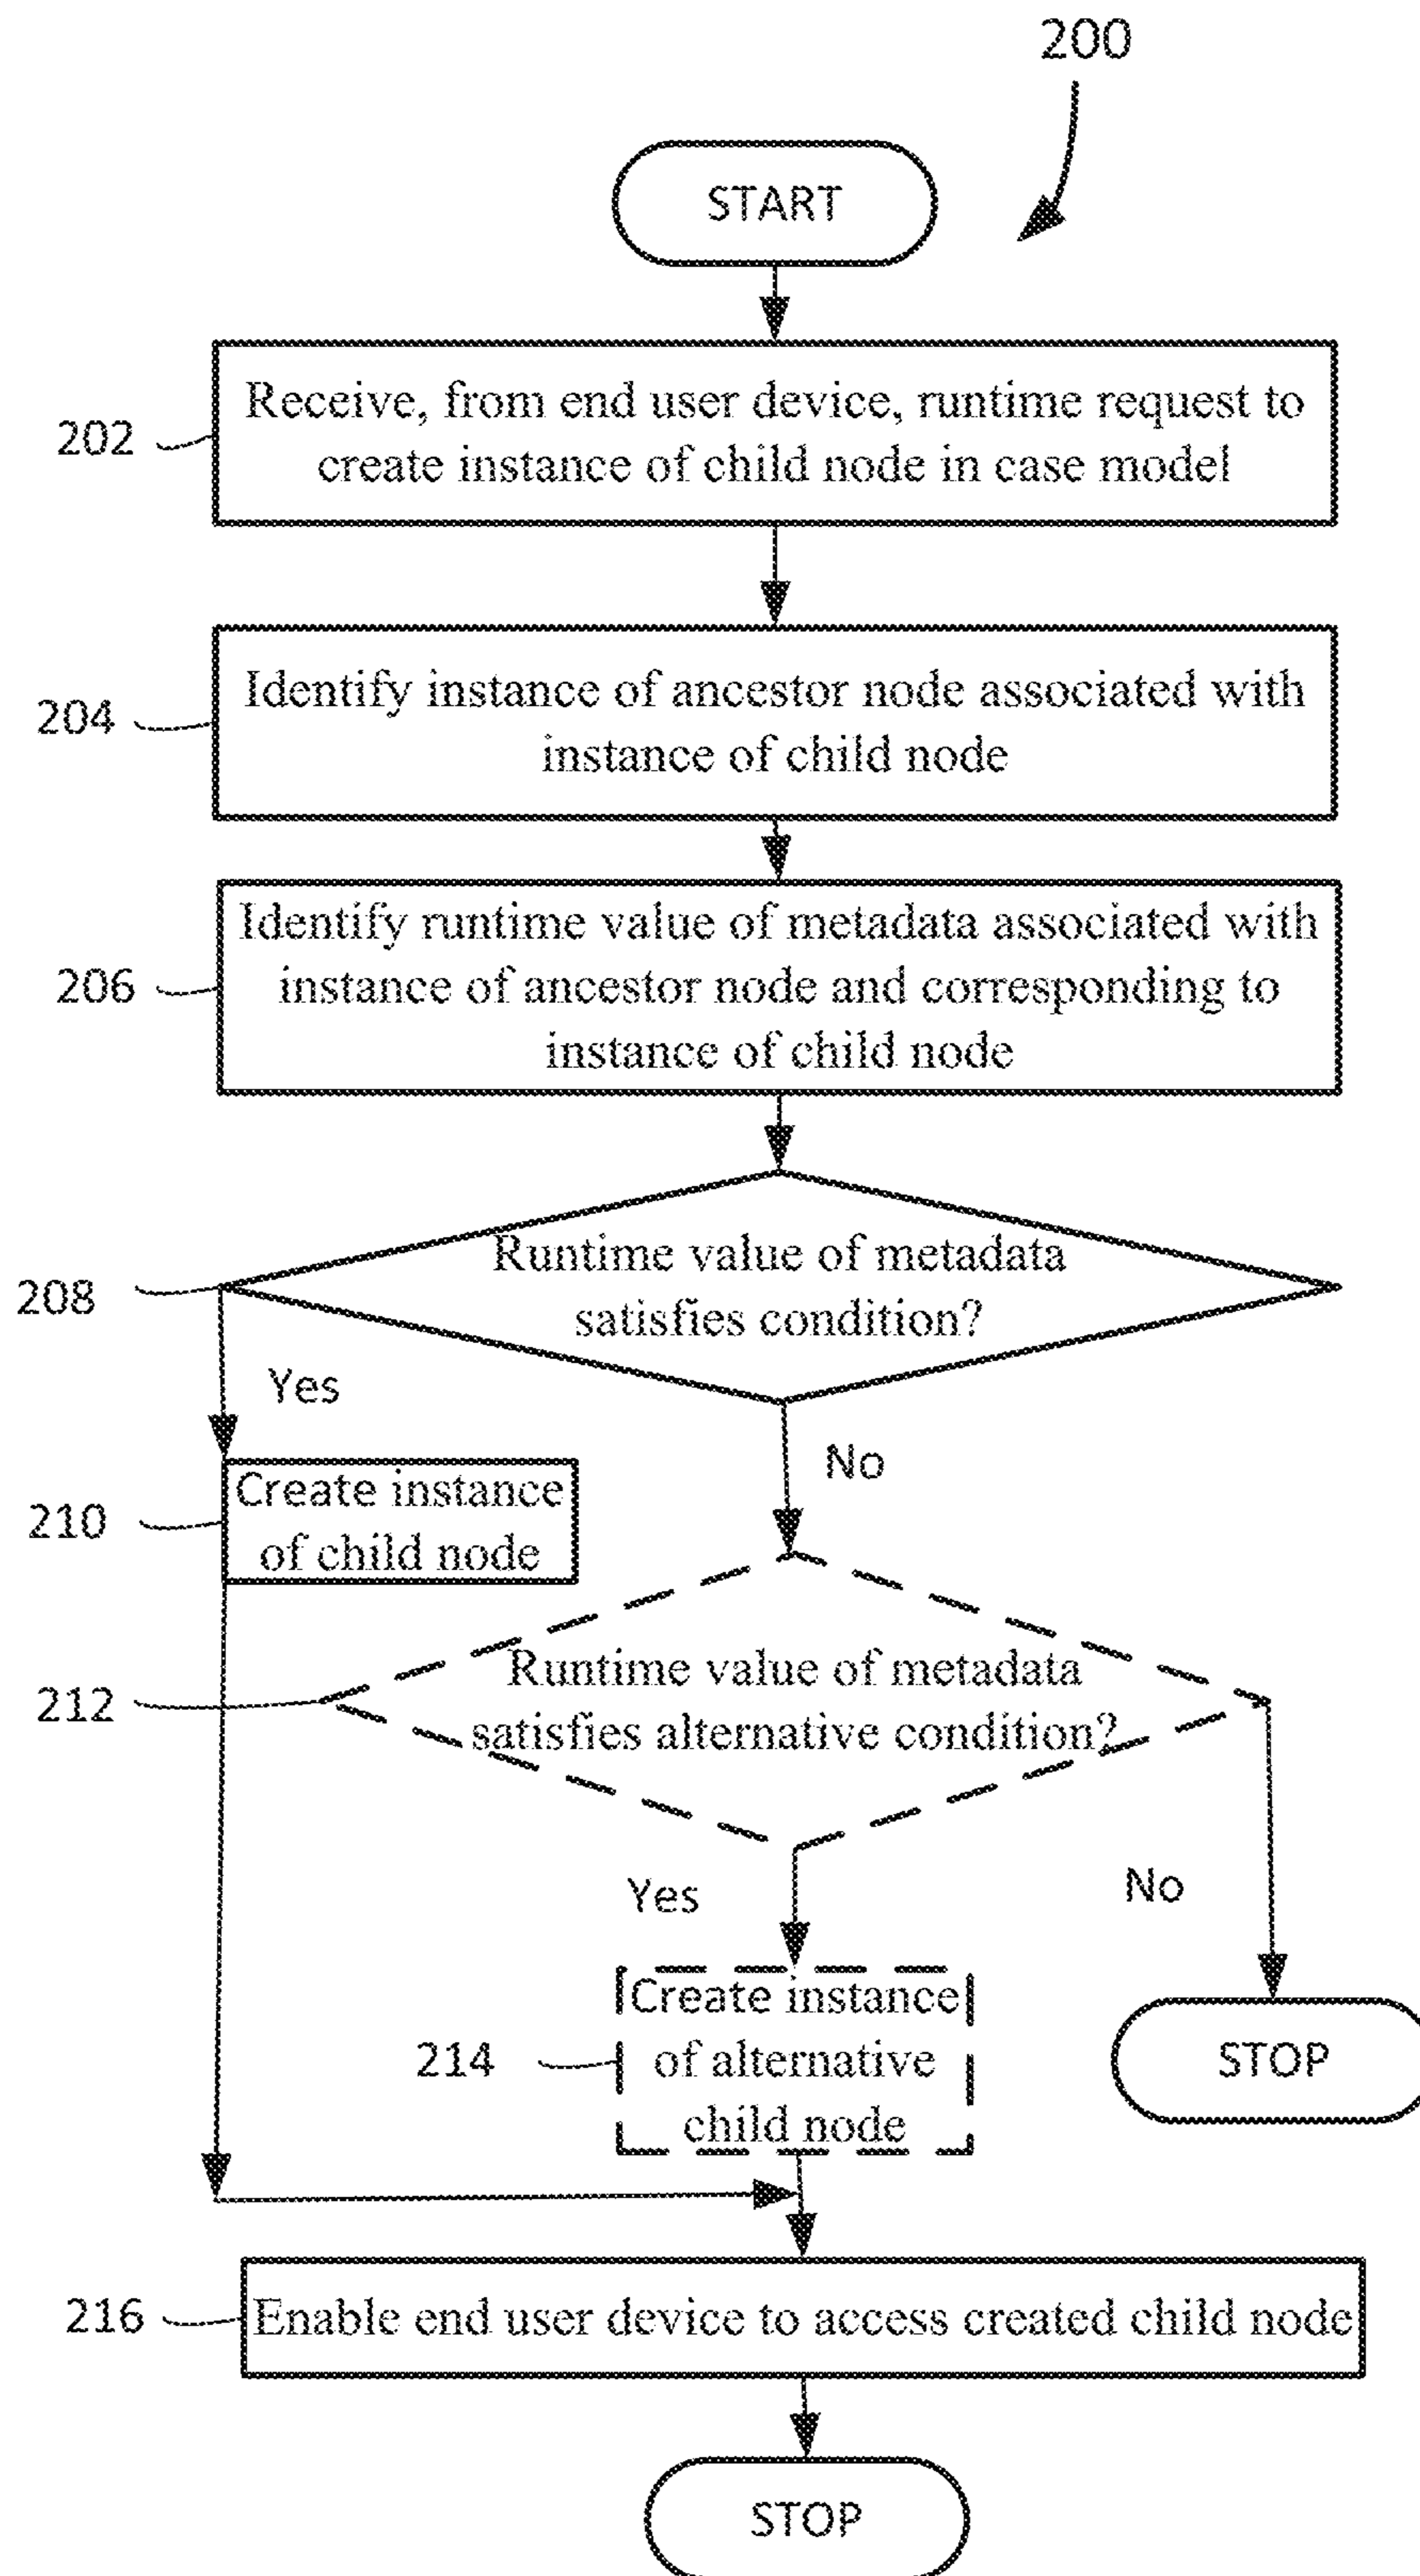 200
START
202
Receive, from end user device, runtime request to
create instance of child node in case model
204
Identify instance of ancestor node associated with
instance of child node
206
Identify runtime value of metadata associated with
instance of ancestor node and corresponding to
instance of child node
208
Runtime value of metadata
satisfies condition?
Yes
No
210
Create instance
of child node
212
Runtime value of metadata
satisfies alternative condition?
Yes
No
214
Create instance
of alternative
child node
STOP
216
Enable end user device to access created child node
STOP